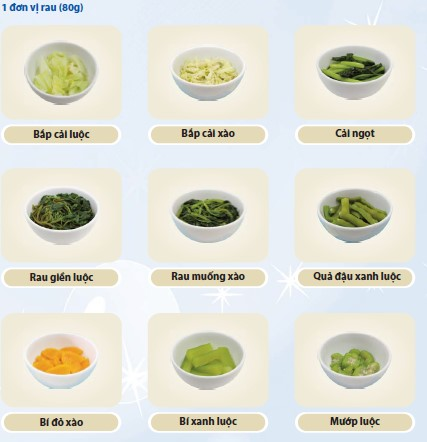 1 đơn vị rau (80g)
Bắp cải luộc
Bắp cải xào
Cải ngọt
Rau giền luộc
Rau muống xào
Quả đậu xanh luộc
Bí đỏ xào
Bí xanh luộc
Mướp luộc